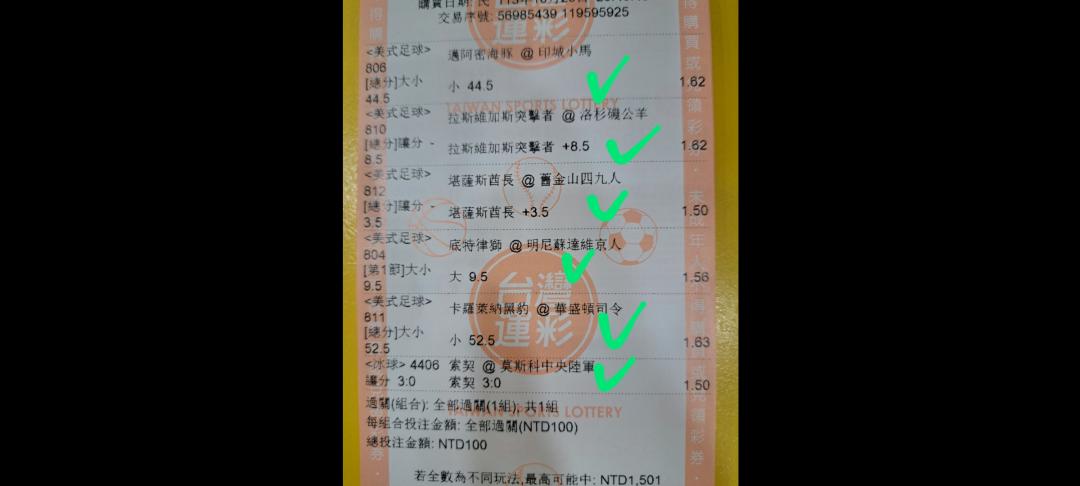 購買日期: 民
交易序號: 56985439 119595925
<美式足球> 邁阿密海豚 @ 印城小馬
806
[總分]大小 小 44.5 1.62
44.5
TAIWAN SPORTS LOTTERY
<美式足球> 拉斯維加斯突擊者 @ 洛杉磯公羊
810
[總分]讓分 - 拉斯維加斯突擊者 +8.5 1.62
8.5
<美式足球> 堪薩斯酋長 @ 舊金山四九人
812
[總分]讓分 - 堪薩斯酋長 +3.5 1.50
3.5
<美式足球> 底特律獅 @ 明尼蘇達維京人
804
[第1節]大小 大 9.5 1.56
9.5
台灣運彩
<美式足球> 卡羅萊納黑豹 @ 華盛頓司令
811
[總分]大小 小 52.5 1.63
52.5
<冰球> 4406 索契 @ 莫斯科中央陸軍
讓分 3:0 索契 3:0 1.50
過關(組合): 全部過關(1組), 共1組
TAIWAN SPORTS LOTTERY
每組合投注金額: 全部過關(NTD100)
總投注金額: NTD100
若全數為不同玩法,最高可能中: NTD1,501